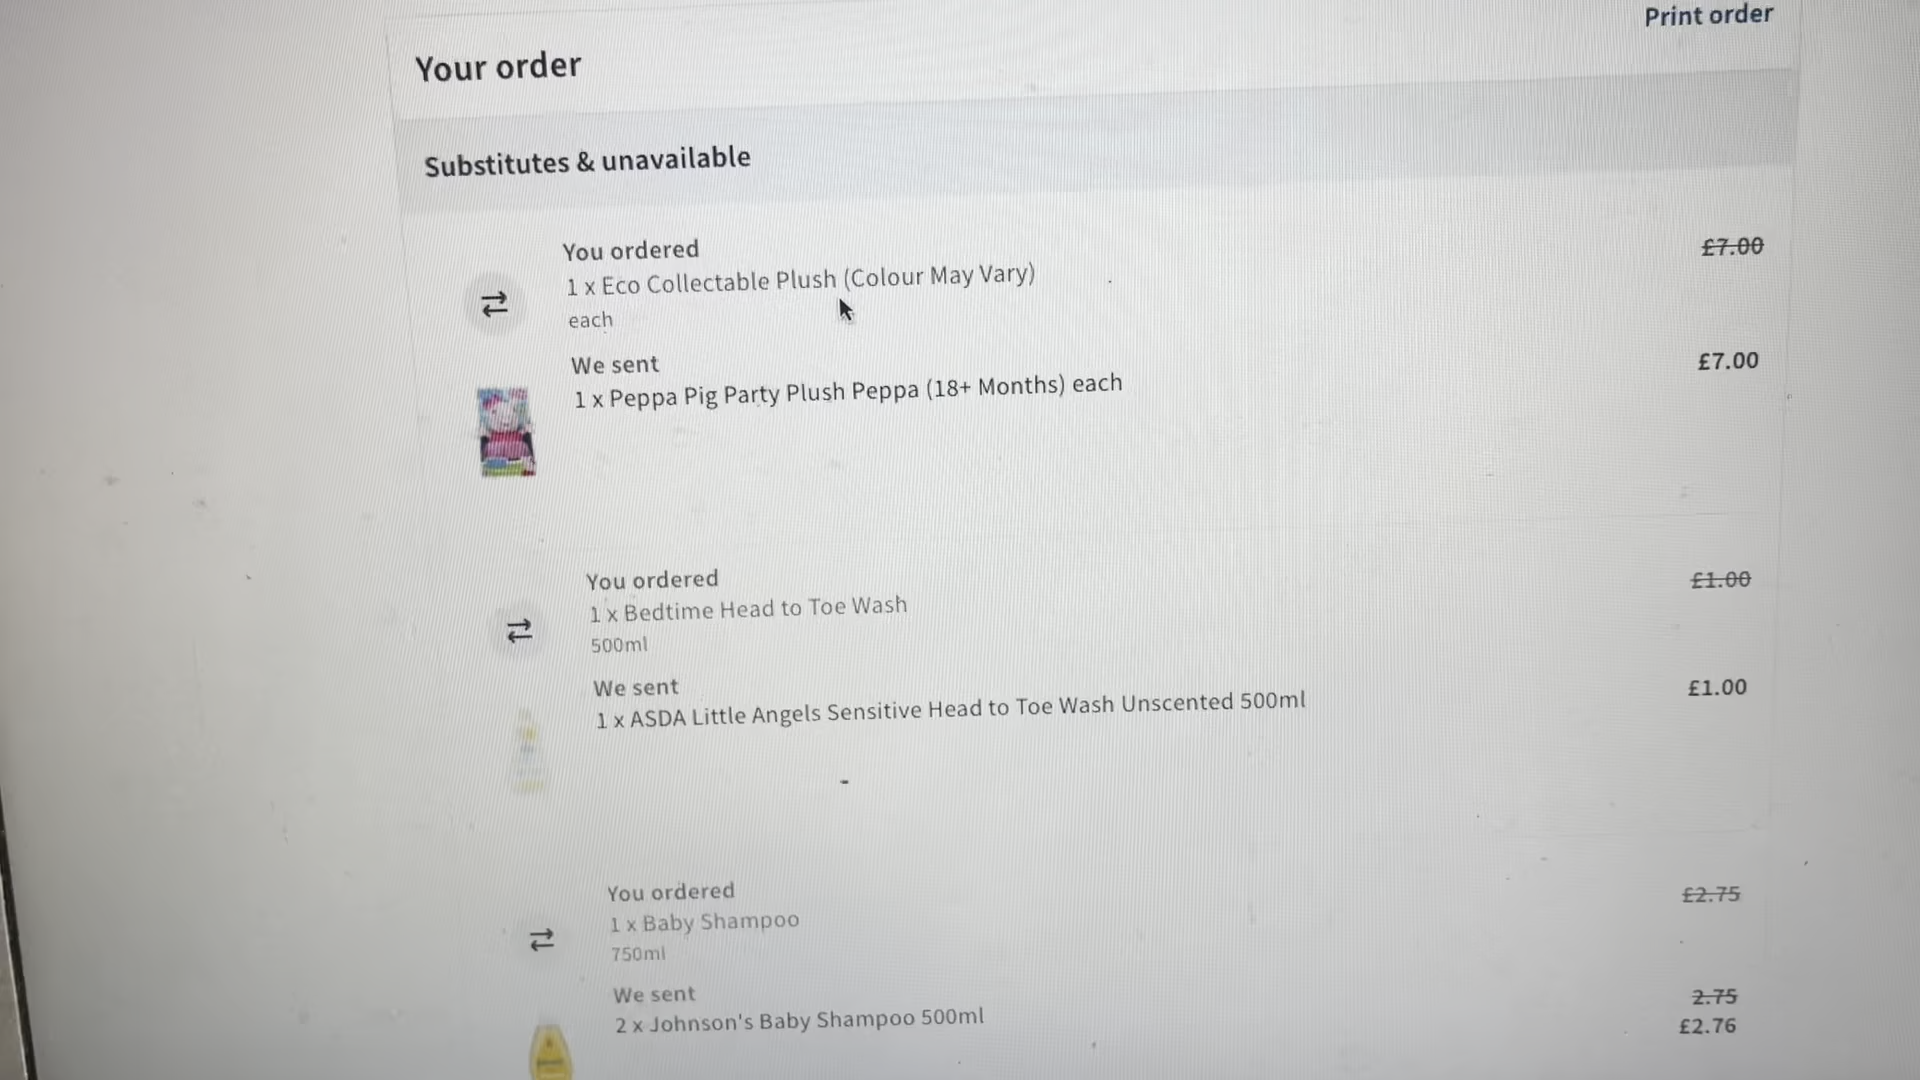 Print order
Your order
Substitutes & unavailable
You ordered
£7.00
1 x Eco Collectable Plush (Colour May Vary)
each
We sent
£7.00
1 x Peppa Pig Party Plush Peppa (18+ Months) each
You ordered
£1.00
1 x Bedtime Head to Toe Wash
500ml
We sent
£1.00
1 x ASDA Little Angels Sensitive Head to Toe Wash Unscented 500ml
You ordered
£2.75
1 x Baby Shampoo
750ml
We sent
2.75
2 x Johnson's Baby Shampoo 500ml
£2.76